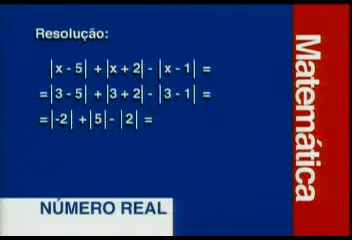 Resolução:
|x - 5| + |x + 2| - |x - 1| =
= |3 - 5| + |3 + 2| - |3 - 1| =
= |-2| + |5| - |2| =
NÚMERO REAL
Matemática